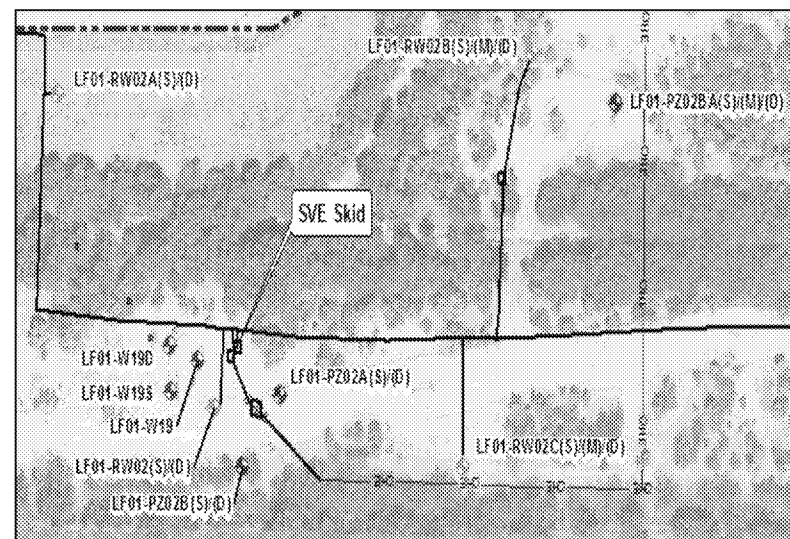 LF01-RW02B(S)/(M)/(D)
LF01-RW02A(S)/(D)
LF01-PZ02BA(S)/(M)/(D)
SVE Skid
LF01-W19D
LF01-PZ02A(S)/(D)
LF01-W19S
LF01-W19
LF01-RW02C(S)/(M)/(D)
LF01-RW02(S)/(D)
LF01-PZ02B(S)/(D)